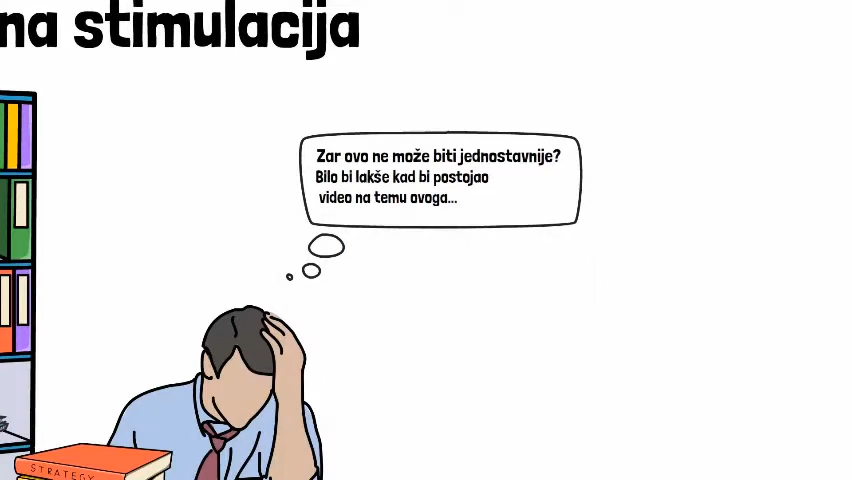 na stimulacija
Zar ovo ne može biti jednostavnije?
Bilo bi lakše kad bi postojao
video na temu ovoga...
STRATEGY